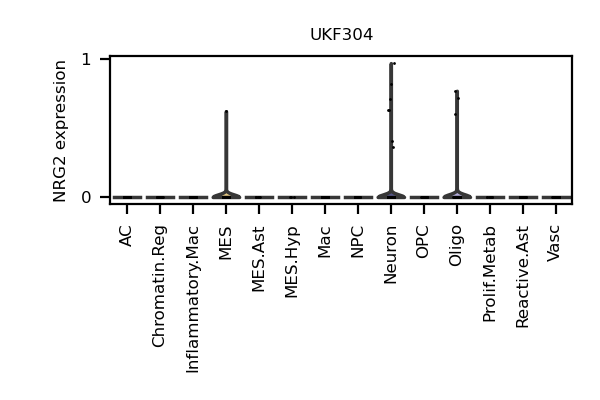 UKF304
NRG2 expression
1
0
AC
Chromatin.Reg
Inflammatory.Mac
MES
MES.Ast
MES.Hyp
Mac
NPC
Neuron
OPC
Oligo
Prolif.Metab
Reactive.Ast
Vasc